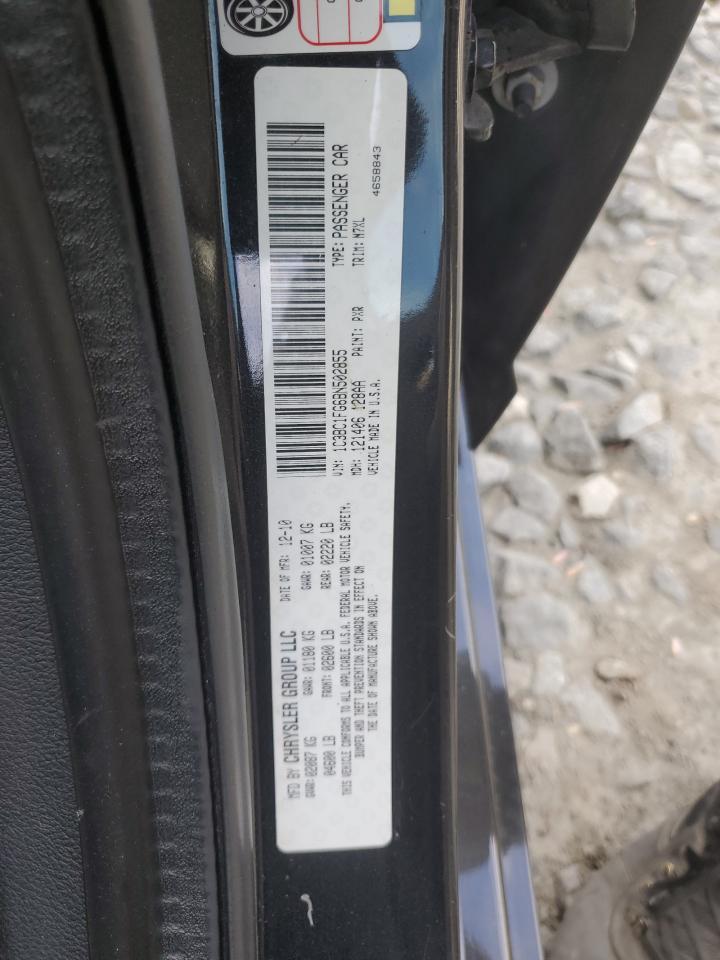 MFD BY CHRYSLER GROUP LLC DATE OF MFR: 12-10
GVWR: 02087 KG GAWR: 01180 KG GAWR: 01007 KG
04600 LB FRONT: 02600 LB REAR: 02220 LB
THIS VEHICLE CONFORMS TO ALL APPLICABLE U.S.A. FEDERAL MOTOR VEHICLE SAFETY,
BUMPER AND THEFT PREVENTION STANDARDS IN EFFECT ON
THE DATE OF MANUFACTURE SHOWN ABOVE.
VIN: 1C3BC1FG6BN502855 TYPE: PASSENGER CAR
MDH: 121406 128AA PAINT: PXR TRIM: N7XL
VEHICLE MADE IN U.S.A. 4658843